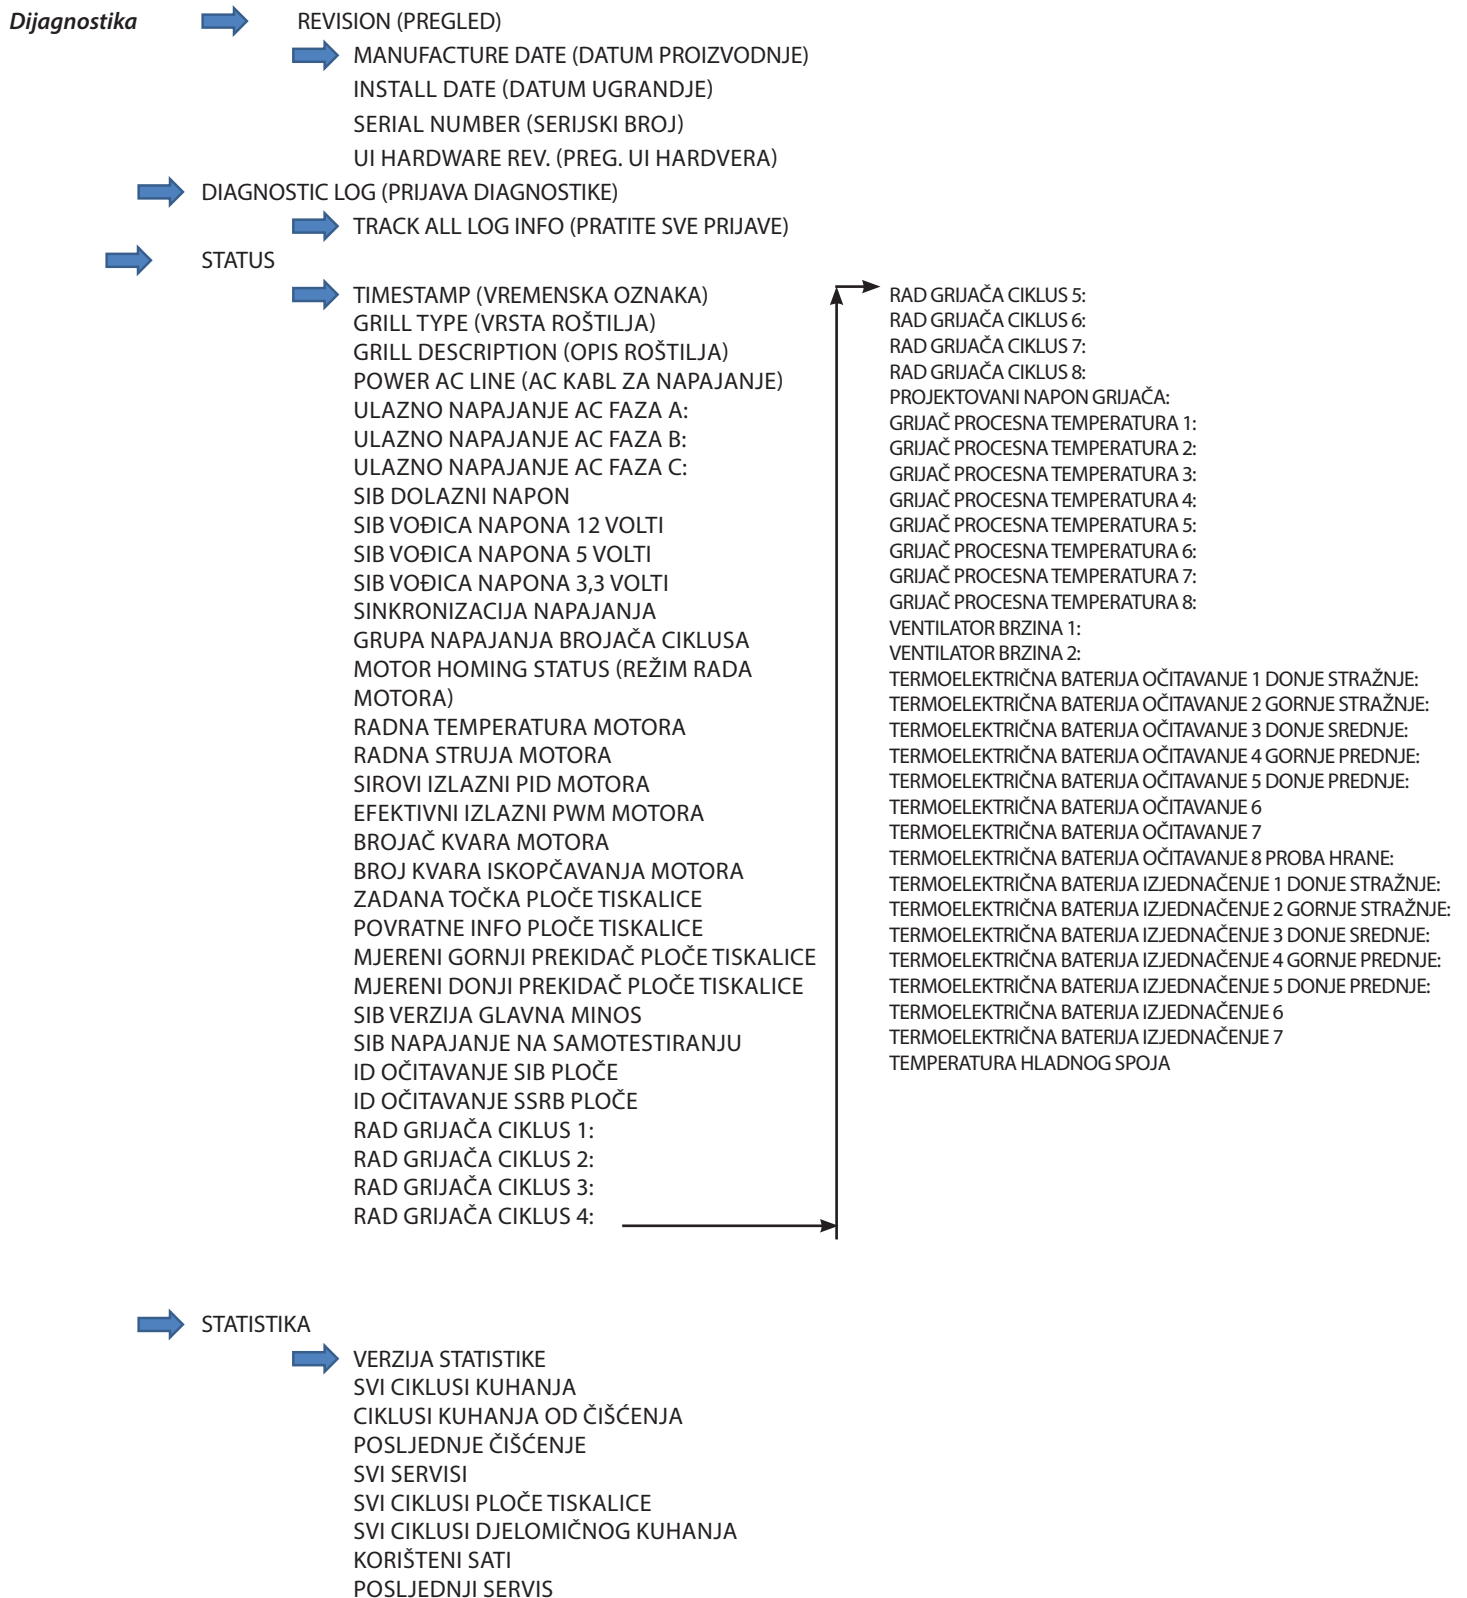 Dijagnostika
REVISION (PREGLED)
MANUFACTURE DATE (DATUM PROIZVODNJE)
INSTALL DATE (DATUM UGRANDJE)
SERIAL NUMBER (SERIJSKI BROJ)
UI HARDWARE REV. (PREG. UI HARDVERA)
DIAGNOSTIC LOG (PRIJAVA DIAGNOSTIKE)
TRACK ALL LOG INFO (PRATITE SVE PRIJAVE)
STATUS
TIMESTAMP (VREMENSKA OZNAKA)
GRILL TYPE (VRSTA ROŠTILJA)
GRILL DESCRIPTION (OPIS ROŠTILJA)
POWER AC LINE (AC KABL ZA NAPAJANJE)
ULAZNO NAPAJANJE AC FAZA A:
ULAZNO NAPAJANJE AC FAZA B:
ULAZNO NAPAJANJE AC FAZA C:
SIB DOLAZNI NAPON
SIB VOĐICA NAPONA 12 VOLTI
SIB VOĐICA NAPONA 5 VOLTI
SIB VOĐICA NAPONA 3,3 VOLTI
SINKRONIZACIJA NAPAJANJA
GRUPA NAPAJANJA BROJAČA CIKLUSA
MOTOR HOMING STATUS (REŽIM RADA
MOTORA)
RADNA TEMPERATURA MOTORA
RADNA STRUJA MOTORA
SIROVI IZLAZNI PID MOTORA
EFEKTIVNI IZLAZNI PWM MOTORA
BROJAČ KVARA MOTORA
BROJ KVARA ISKOPČAVANJA MOTORA
ZADANA TOČKA PLOČE TISKALICE
POVRATNE INFO PLOČE TISKALICE
MJERENI GORNJI PREKIDAČ PLOČE TISKALICE
MJERENI DONJI PREKIDAČ PLOČE TISKALICE
SIB VERZIJA GLAVNA MINOS
SIB NAPAJANJE NA SAMOTESTIRANJU
ID OČITAVANJE SIB PLOČE
ID OČITAVANJE SSRB PLOČE
RAD GRIJAČA CIKLUS 1:
RAD GRIJAČA CIKLUS 2:
RAD GRIJAČA CIKLUS 3:
RAD GRIJAČA CIKLUS 4:
RAD GRIJAČA CIKLUS 5:
RAD GRIJAČA CIKLUS 6:
RAD GRIJAČA CIKLUS 7:
RAD GRIJAČA CIKLUS 8:
PROJEKTOVANI NAPON GRIJAČA:
GRIJAČ PROCESNA TEMPERATURA 1:
GRIJAČ PROCESNA TEMPERATURA 2:
GRIJAČ PROCESNA TEMPERATURA 3:
GRIJAČ PROCESNA TEMPERATURA 4:
GRIJAČ PROCESNA TEMPERATURA 5:
GRIJAČ PROCESNA TEMPERATURA 6:
GRIJAČ PROCESNA TEMPERATURA 7:
GRIJAČ PROCESNA TEMPERATURA 8:
VENTILATOR BRZINA 1:
VENTILATOR BRZINA 2:
TERMOELEKTRIČNA BATERIJA OČITAVANJE 1 DONJE STRAŽNJE:
TERMOELEKTRIČNA BATERIJA OČITAVANJE 2 GORNJE STRAŽNJE:
TERMOELEKTRIČNA BATERIJA OČITAVANJE 3 DONJE SREDNJE:
TERMOELEKTRIČNA BATERIJA OČITAVANJE 4 GORNJE PREDNJE:
TERMOELEKTRIČNA BATERIJA OČITAVANJE 5 DONJE PREDNJE:
TERMOELEKTRIČNA BATERIJA OČITAVANJE 6
TERMOELEKTRIČNA BATERIJA OČITAVANJE 7
TERMOELEKTRIČNA BATERIJA OČITAVANJE 8 PROBA HRANE:
TERMOELEKTRIČNA BATERIJA IZJEDNAČENJE 1 DONJE STRAŽNJE:
TERMOELEKTRIČNA BATERIJA IZJEDNAČENJE 2 GORNJE STRAŽNJE:
TERMOELEKTRIČNA BATERIJA IZJEDNAČENJE 3 DONJE SREDNJE:
TERMOELEKTRIČNA BATERIJA IZJEDNAČENJE 4 GORNJE PREDNJE:
TERMOELEKTRIČNA BATERIJA IZJEDNAČENJE 5 DONJE PREDNJE:
TERMOELEKTRIČNA BATERIJA IZJEDNAČENJE 6
TERMOELEKTRIČNA BATERIJA IZJEDNAČENJE 7
TEMPERATURA HLADNOG SPOJA
STATISTIKA
VERZIJA STATISTIKE
SVI CIKLUSI KUHANJA
CIKLUSI KUHANJA OD ČIŠĆENJA
POSLJEDNJE ČIŠĆENJE
SVI SERVISI
SVI CIKLUSI PLOČE TISKALICE
SVI CIKLUSI DJELOMIČNOG KUHANJA
KORIŠTENI SATI
POSLJEDNJI SERVIS